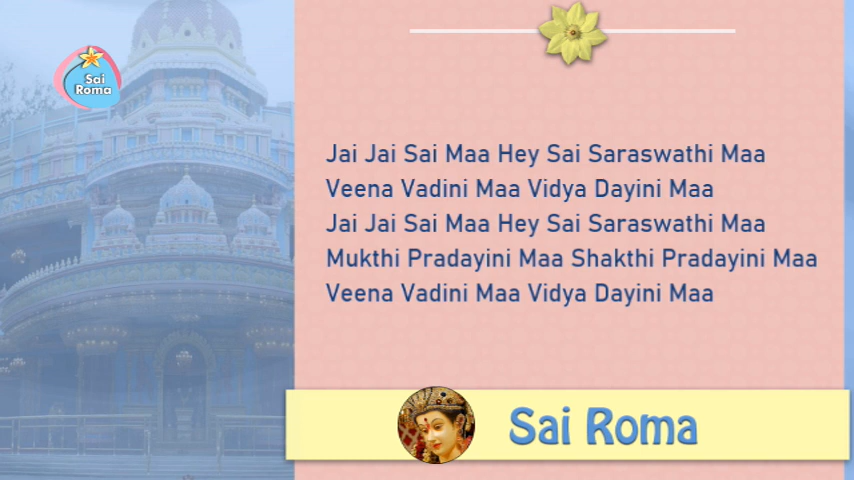 Sai
Roma
Jai Jai Sai Maa Hey Sai Saraswathi Maa
Veena Vadini Maa Vidya Dayini Maa
Jai Jai Sai Maa Hey Sai Saraswathi Maa
Mukthi Pradayini Maa Shakthi Pradayini Maa
Veena Vadini Maa Vidya Dayini Maa
Sai Roma